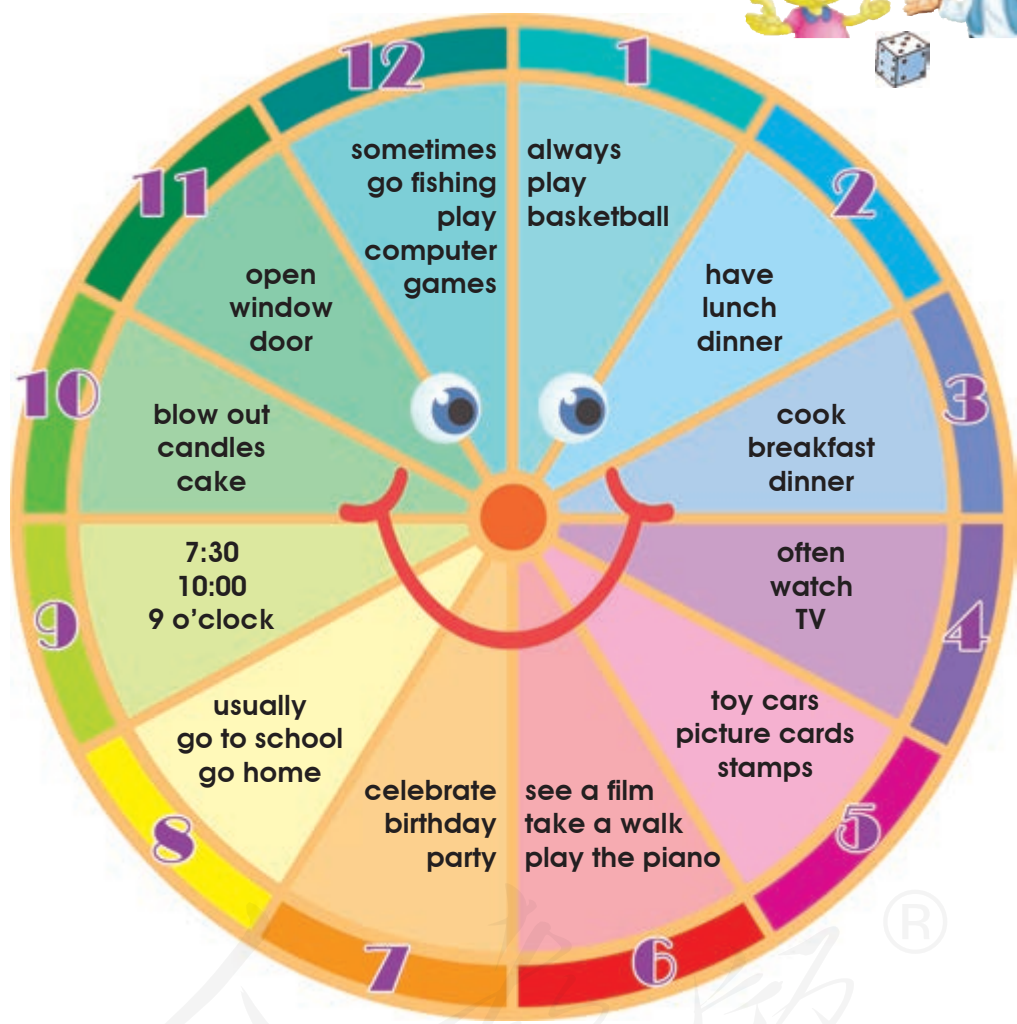 1
always
play
basketball
2
have
lunch
dinner
3
cook
breakfast
dinner
4
often
watch
TV
5
toy cars
picture cards
stamps
6
see a film
take a walk
play the piano
7
celebrate
birthday
party
8
usually
go to school
go home
9
7:30
10:00
9 o'clock
10
blow out
candles
cake
11
open
window
door
12
sometimes
go fishing
play
computer
games
®